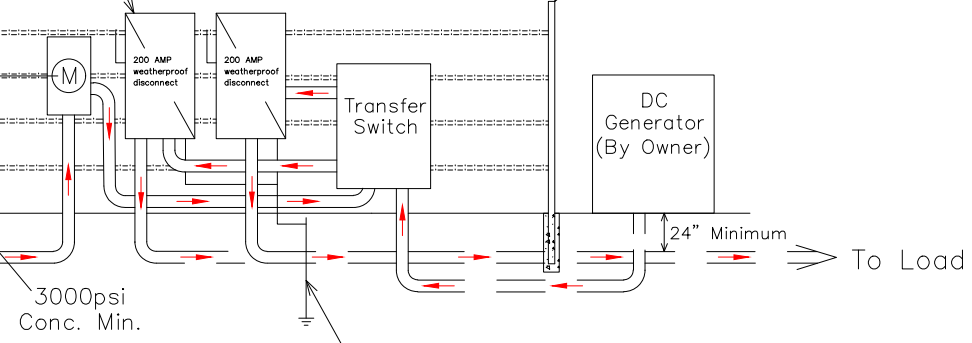 M
200 AMP
weatherproof
disconnect
200 AMP
weatherproof
disconnect
Transfer
Switch
DC
Generator
(By Owner)
24” Minimum
To Load
3000psi
Conc. Min.